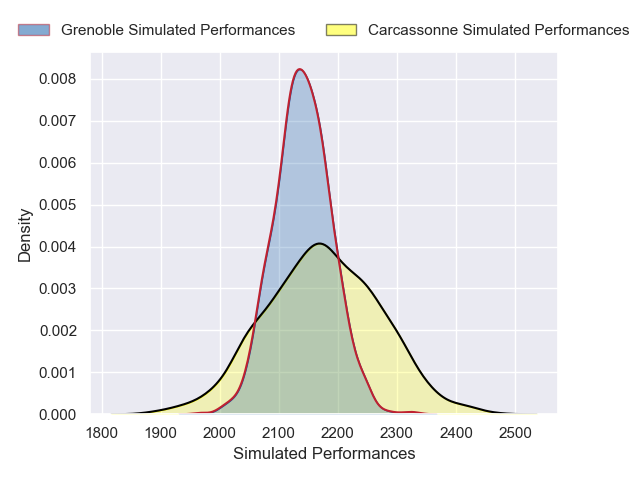 Grenoble Simulated Performances
Carcassonne Simulated Performances
0.008
0.007
0.006
0.005
0.004
0.003
0.002
0.001
0.000
Density
1800 1900 2000 2100 2200 2300 2400 2500
Simulated Performances